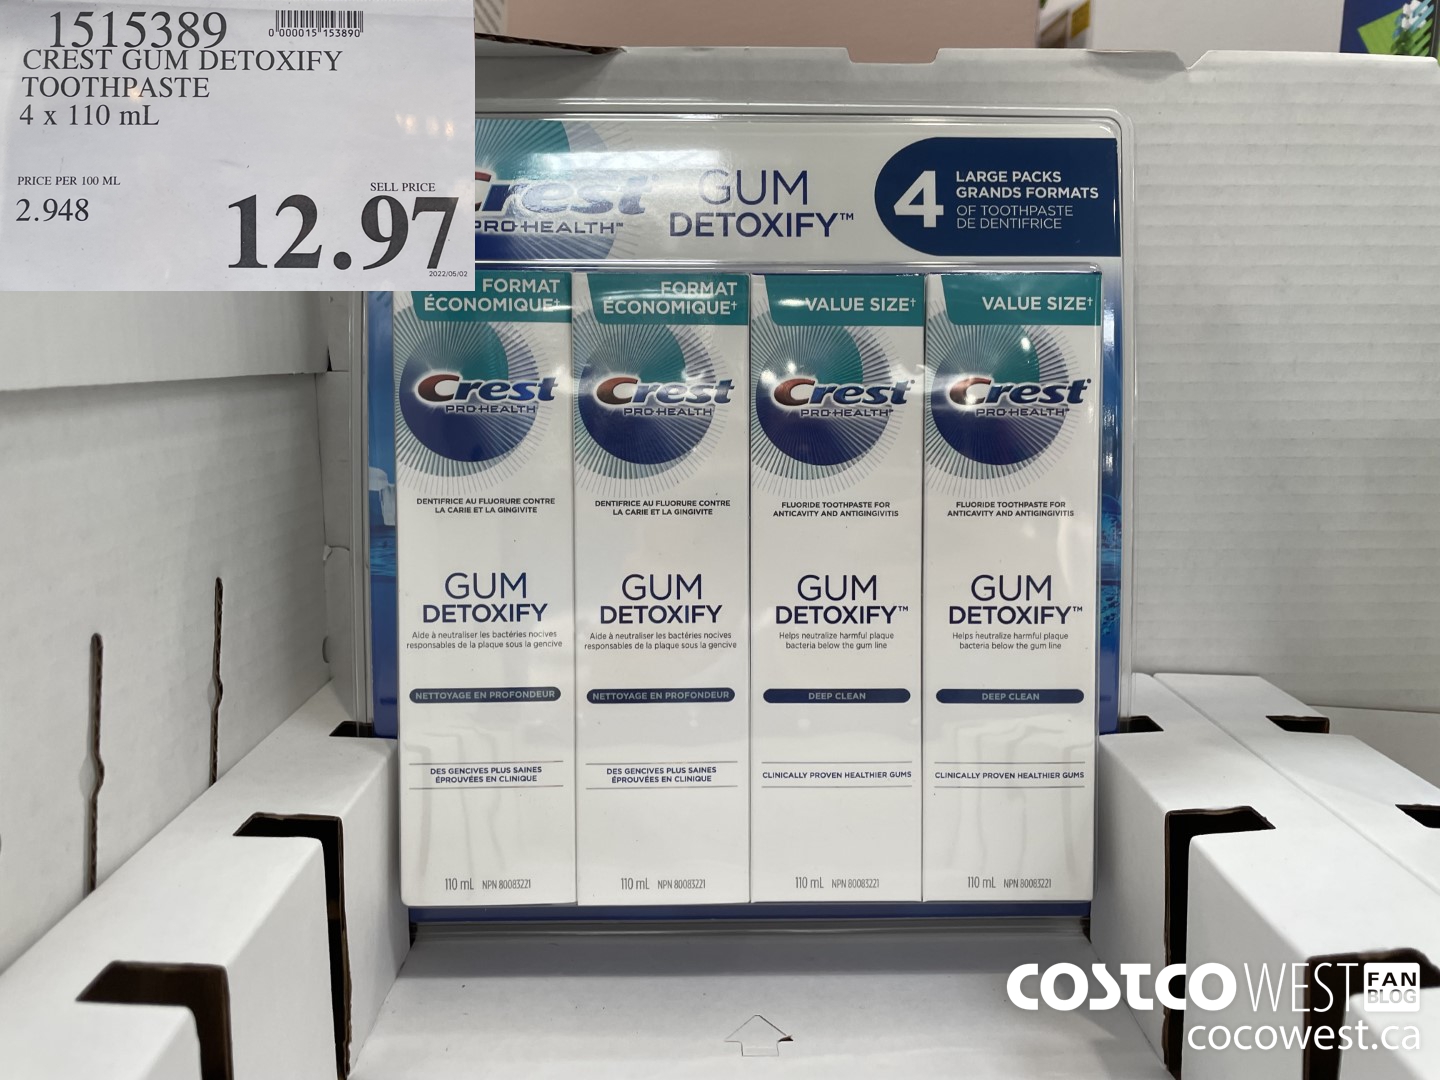 1515389
0 000015 153890
CREST GUM DETOXIFY
TOOTHPASTE
4 x 110 mL
PRICE PER 100 ML
2.948
SELL PRICE
12.97
2022/05/02
Crest
PRO-HEALTH™
GUM
DETOXIFY™
4
LARGE PACKS
GRANDS FORMATS
OF TOOTHPASTE
DE DENTIFRICE
FORMAT
ÉCONOMIQUE†
Crest
PRO-HEALTH
DENTIFRICE AU FLUORURE CONTRE
LA CARIE ET LA GINGIVITE
GUM
DETOXIFY
Aide à neutraliser les bactéries nocives
responsables de la plaque sous la gencive
NETTOYAGE EN PROFONDEUR
DES GENCIVES PLUS SAINES
ÉPROUVÉES EN CLINIQUE
110 mL NPN 80083221
FORMAT
ÉCONOMIQUE†
Crest
PRO-HEALTH
DENTIFRICE AU FLUORURE CONTRE
LA CARIE ET LA GINGIVITE
GUM
DETOXIFY
Aide à neutraliser les bactéries nocives
responsables de la plaque sous la gencive
NETTOYAGE EN PROFONDEUR
DES GENCIVES PLUS SAINES
ÉPROUVÉES EN CLINIQUE
110 mL NPN 80083221
VALUE SIZE†
Crest
PRO-HEALTH
FLUORIDE TOOTHPASTE FOR
ANTICAVITY AND ANTIGINGIVITIS
GUM
DETOXIFY™
Helps neutralize harmful plaque
bacteria below the gum line
DEEP CLEAN
CLINICALLY PROVEN HEALTHIER GUMS
110 mL NPN 80083221
VALUE SIZE†
Crest
PRO-HEALTH
FLUORIDE TOOTHPASTE FOR
ANTICAVITY AND ANTIGINGIVITIS
GUM
DETOXIFY™
Helps neutralize harmful plaque
bacteria below the gum line
DEEP CLEAN
CLINICALLY PROVEN HEALTHIER GUMS
110 mL NPN 80083221
COSTCO WEST FAN BLOG
cocowest.ca